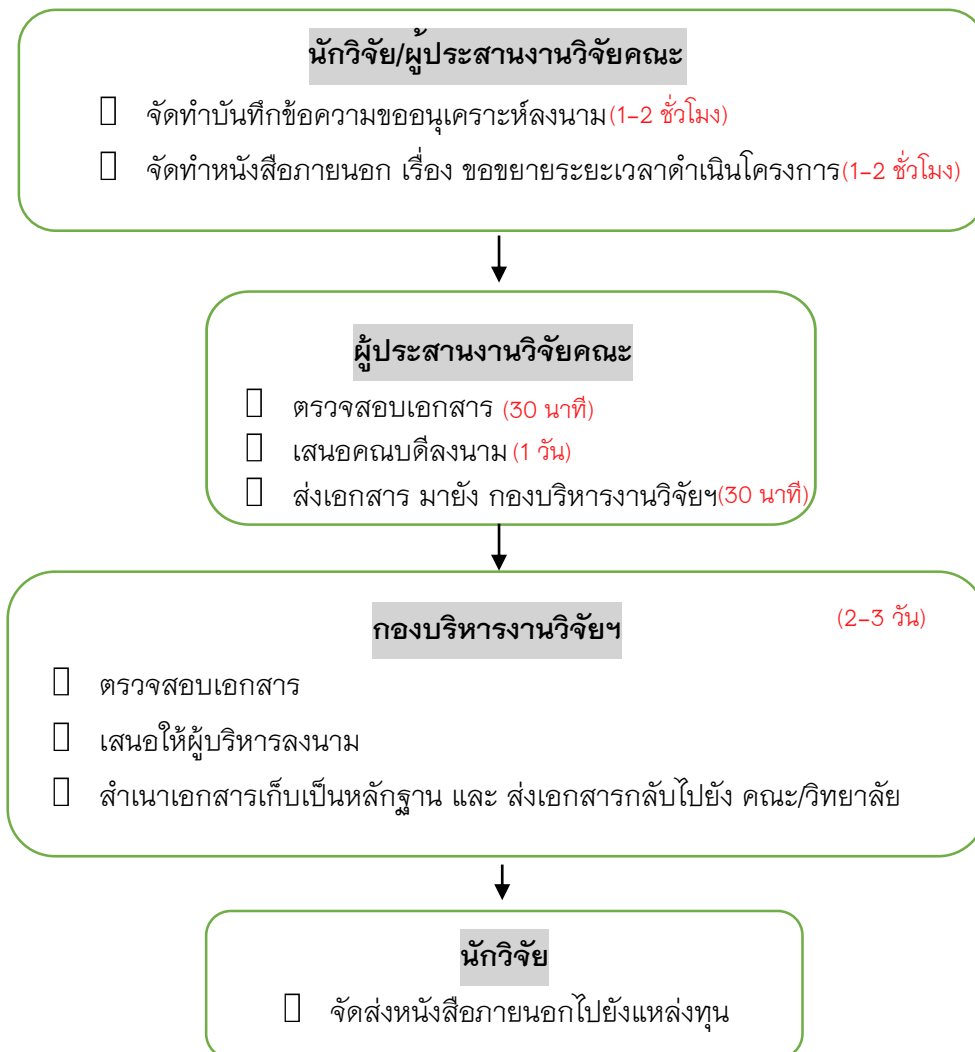 นักวิจัย/ผู้ประสานงานวิจัยคณะ
จัดทำบันทึกข้อความขออนุเคราะห์ลงนาม(1-2 ชั่วโมง)
จัดทำหนังสือภายนอก เรื่อง ขอขยายระยะเวลาดำเนินโครงการ(1-2 ชั่วโมง)
ผู้ประสานงานวิจัยคณะ
ตรวจสอบเอกสาร (30 นาที)
เสนอคณบดีลงนาม (1 วัน)
ส่งเอกสาร มายัง กองบริหารงานวิจัยฯ(30 นาที)
กองบริหารงานวิจัยฯ (2-3 วัน)
ตรวจสอบเอกสาร
เสนอให้ผู้บริหารลงนาม
สำเนาเอกสารเก็บเป็นหลักฐาน และ ส่งเอกสารกลับไปยัง คณะ/วิทยาลัย
นักวิจัย
จัดส่งหนังสือภายนอกไปยังแหล่งทุน